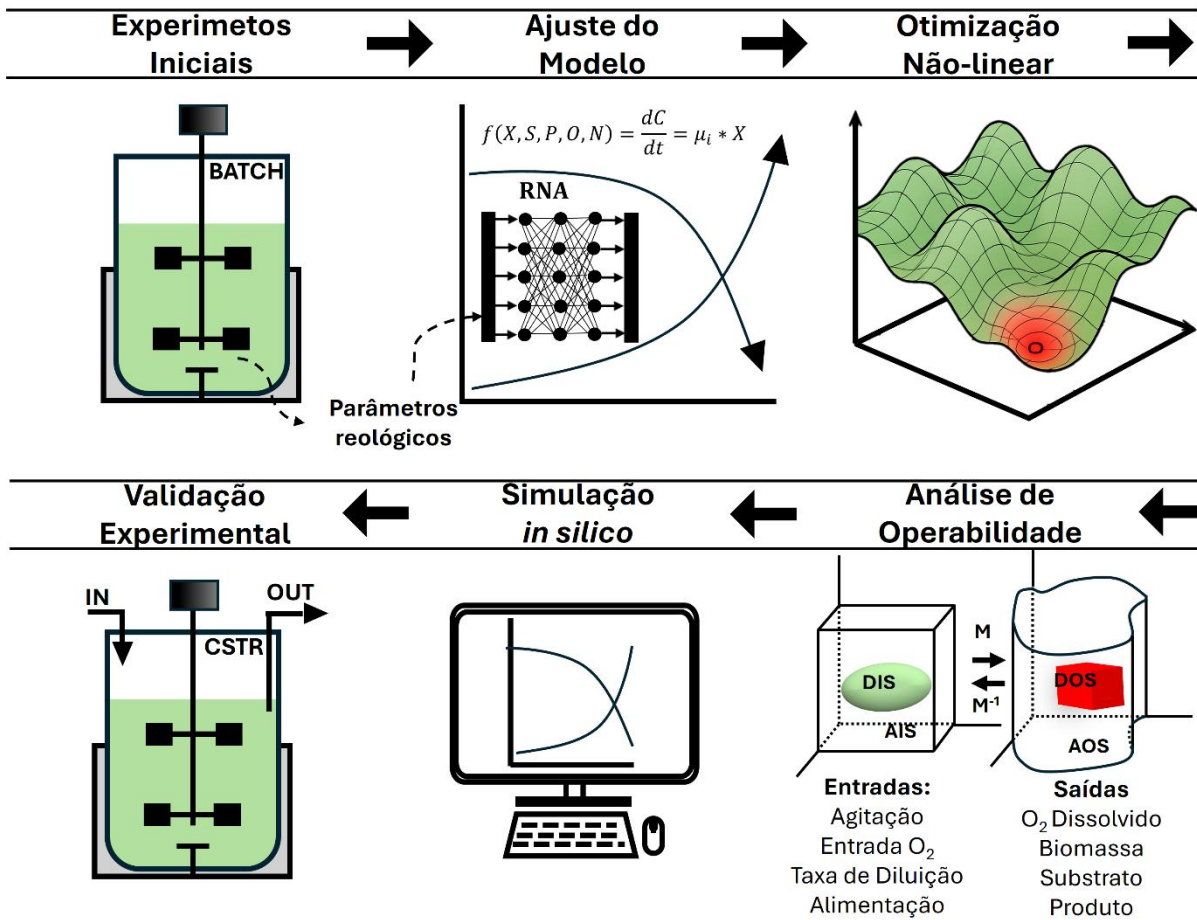 Experimetos
Iniciais
Ajuste do
Modelo
Otimização
Não-linear
BATCH
f(X, S, P, O, N) = dC/dt = μᵢ * X
RNA
O
Parâmetros
reológicos
Validação
Experimental
Simulação
in silico
Análise de
Operabilidade
IN
OUT
CSTR
DIS
AIS
M
M⁻¹
DOS
AOS
Entradas:
Agitação
Entrada O₂
Taxa de Diluição
Alimentação
Saídas
O₂ Dissolvido
Biomassa
Substrato
Produto